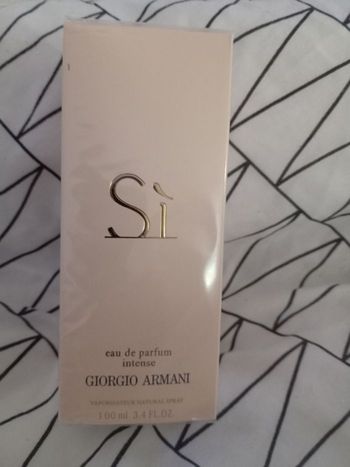 Sì
eau de parfum
intense
GIORGIO ARMANI
VAPORISATEUR NATURAL SPRAY
100 ml 3.4 FL.OZ.